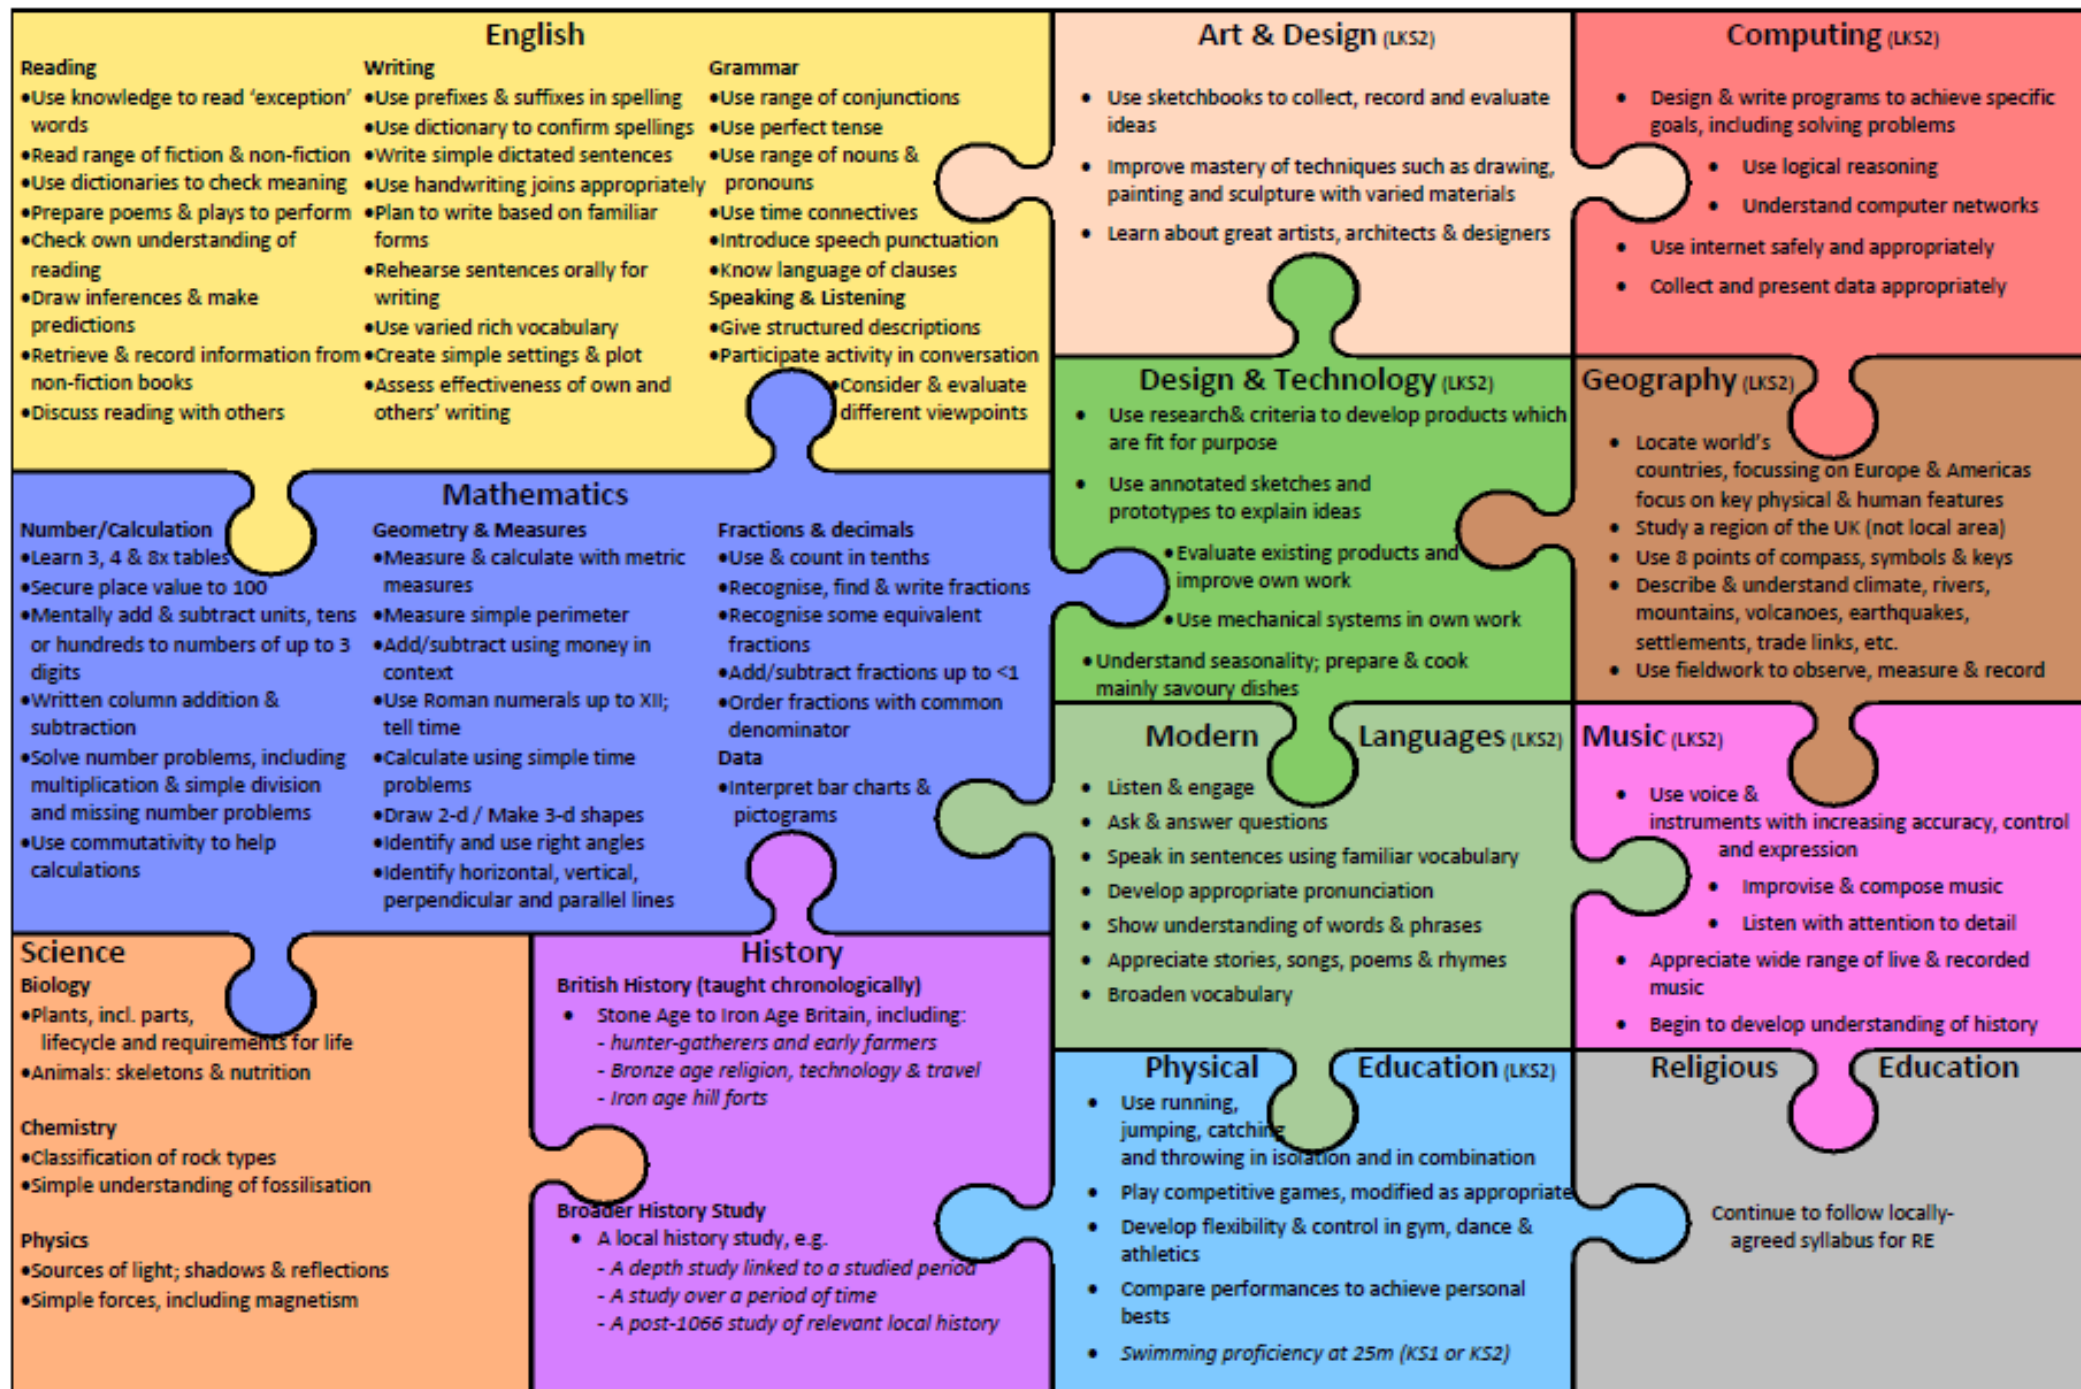 English
Reading
•Use knowledge to read ‘exception’
words
•Read range of fiction & non-fiction
•Use dictionaries to check meaning
•Prepare poems & plays to perform
•Check own understanding of
reading
•Draw inferences & make
predictions
•Retrieve & record information from
non-fiction books
•Discuss reading with others
Writing
•Use prefixes & suffixes in spelling
•Use dictionary to confirm spellings
•Write simple dictated sentences
•Use handwriting joins appropriately
•Plan to write based on familiar
forms
•Rehearse sentences orally for
writing
•Use varied rich vocabulary
•Create simple settings & plot
•Assess effectiveness of own and
others’ writing
Grammar
•Use range of conjunctions
•Use perfect tense
•Use range of nouns &
pronouns
•Use time connectives
•Introduce speech punctuation
•Know language of clauses
Speaking & Listening
•Give structured descriptions
•Participate activity in conversation
•Consider & evaluate
different viewpoints
Art & Design (LKS2)
• Use sketchbooks to collect, record and evaluate
ideas
• Improve mastery of techniques such as drawing,
painting and sculpture with varied materials
• Learn about great artists, architects & designers
Computing (LKS2)
• Design & write programs to achieve specific
goals, including solving problems
• Use logical reasoning
• Understand computer networks
• Use internet safely and appropriately
• Collect and present data appropriately
Mathematics
Number/Calculation
•Learn 3, 4 & 8x tables
•Secure place value to 100
•Mentally add & subtract units, tens
or hundreds to numbers of up to 3
digits
•Written column addition &
subtraction
•Solve number problems, including
multiplication & simple division
and missing number problems
•Use commutativity to help
calculations
Geometry & Measures
•Measure & calculate with metric
measures
•Measure simple perimeter
•Add/subtract using money in
context
•Use Roman numerals up to XII;
tell time
•Calculate using simple time
problems
•Draw 2-d / Make 3-d shapes
•Identify and use right angles
•Identify horizontal, vertical,
perpendicular and parallel lines
Fractions & decimals
•Use & count in tenths
•Recognise, find & write fractions
•Recognise some equivalent
fractions
•Add/subtract fractions up to <1
•Order fractions with common
denominator
Data
•Interpret bar charts &
pictograms
Design & Technology (LKS2)
• Use research& criteria to develop products which
are fit for purpose
• Use annotated sketches and
prototypes to explain ideas
•Evaluate existing products and
improve own work
•Use mechanical systems in own work
•Understand seasonality; prepare & cook
mainly savoury dishes
Geography (LKS2)
• Locate world’s
countries, focussing on Europe & Americas
focus on key physical & human features
• Study a region of the UK (not local area)
• Use 8 points of compass, symbols & keys
• Describe & understand climate, rivers,
mountains, volcanoes, earthquakes,
settlements, trade links, etc.
• Use fieldwork to observe, measure & record
Modern Languages (LKS2)
• Listen & engage
• Ask & answer questions
• Speak in sentences using familiar vocabulary
• Develop appropriate pronunciation
• Show understanding of words & phrases
• Appreciate stories, songs, poems & rhymes
• Broaden vocabulary
Music (LKS2)
• Use voice &
instruments with increasing accuracy, control
and expression
• Improvise & compose music
• Listen with attention to detail
• Appreciate wide range of live & recorded
music
• Begin to develop understanding of history
Science
Biology
•Plants, incl. parts,
lifecycle and requirements for life
•Animals: skeletons & nutrition
Chemistry
•Classification of rock types
•Simple understanding of fossilisation
Physics
•Sources of light; shadows & reflections
•Simple forces, including magnetism
History
British History (taught chronologically)
• Stone Age to Iron Age Britain, including:
- hunter-gatherers and early farmers
- Bronze age religion, technology & travel
- Iron age hill forts
Broader History Study
• A local history study, e.g.
- A depth study linked to a studied period
- A study over a period of time
- A post-1066 study of relevant local history
Physical Education (LKS2)
• Use running,
jumping, catching
and throwing in isolation and in combination
• Play competitive games, modified as appropriate
• Develop flexibility & control in gym, dance &
athletics
• Compare performances to achieve personal
bests
• Swimming proficiency at 25m (KS1 or KS2)
Religious Education
Continue to follow locally-
agreed syllabus for RE